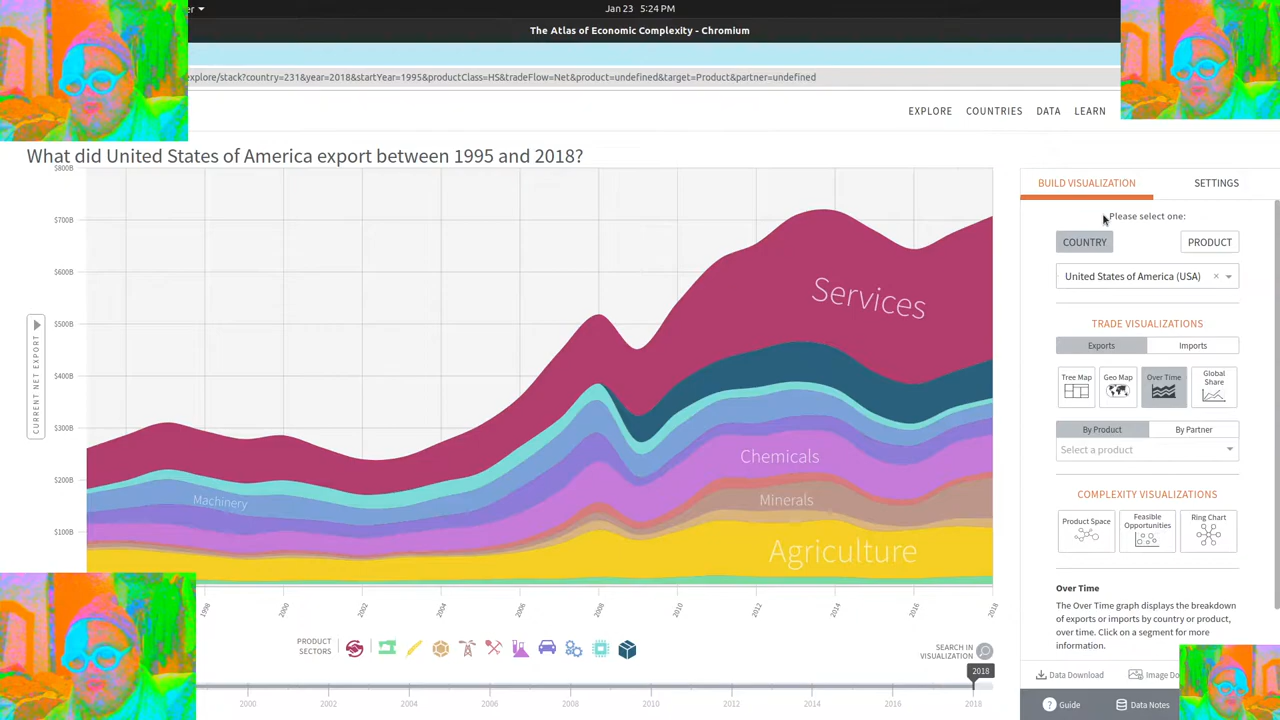 er
Jan 23 5:24 PM
The Atlas of Economic Complexity - Chromium
explore/stack?country=231&year=2018&startYear=1995&productClass=HS&tradeFlow=Net&product=undefined&target=Product&partner=undefined
EXPLORE COUNTRIES DATA LEARN
What did United States of America export between 1995 and 2018?
$800B
$700B
$600B
$500B
$400B
$300B
$200B
$100B
CURRENT NET EXPORT
Services
Chemicals
Machinery
Minerals
Agriculture
1998 2000 2002 2004 2006 2008 2010 2012 2014 2016 2018
PRODUCT
SECTORS
SEARCH IN
VISUALIZATION
2018
2000 2002 2004 2006 2008 2010 2012 2014 2016 2018
BUILD VISUALIZATION SETTINGS
Please select one:
COUNTRY PRODUCT
United States of America (USA) ×
TRADE VISUALIZATIONS
Exports Imports
Tree Map Geo Map Over Time Global
Share
By Product By Partner
Select a product
COMPLEXITY VISUALIZATIONS
Product Space Feasible
Opportunities Ring Chart
Over Time
The Over Time graph displays the breakdown
of exports or imports by country or product,
over time. Click on a segment for more
information.
Data Download Image Do
? Guide Data Notes